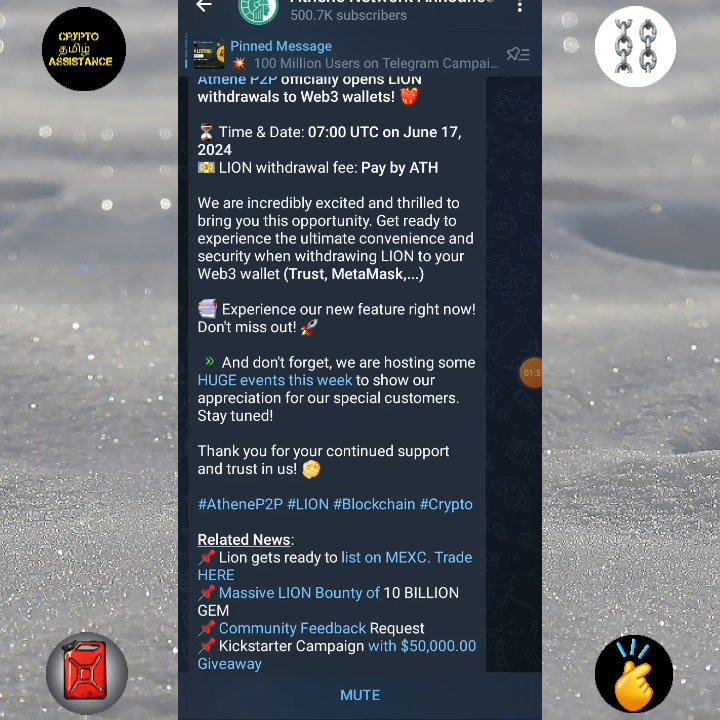 500.7K subscribers
CRYPTO
தமிழ்
ASSISTANCE
Pinned Message
100 Million Users on Telegram Campai...
Athene P2P officially opens LION
withdrawals to Web3 wallets!
Time & Date: 07:00 UTC on June 17,
2024
LION withdrawal fee: Pay by ATH
We are incredibly excited and thrilled to
bring you this opportunity. Get ready to
experience the ultimate convenience and
security when withdrawing LION to your
Web3 wallet (Trust, MetaMask,...)
Experience our new feature right now!
Don't miss out!
And don't forget, we are hosting some
HUGE events this week to show our
appreciation for our special customers.
Stay tuned!
Thank you for your continued support
and trust in us!
#AtheneP2P #LION #Blockchain #Crypto
Related News:
Lion gets ready to list on MEXC. Trade
HERE
Massive LION Bounty of 10 BILLION
GEM
Community Feedback Request
Kickstarter Campaign with $50,000.00
Giveaway
MUTE